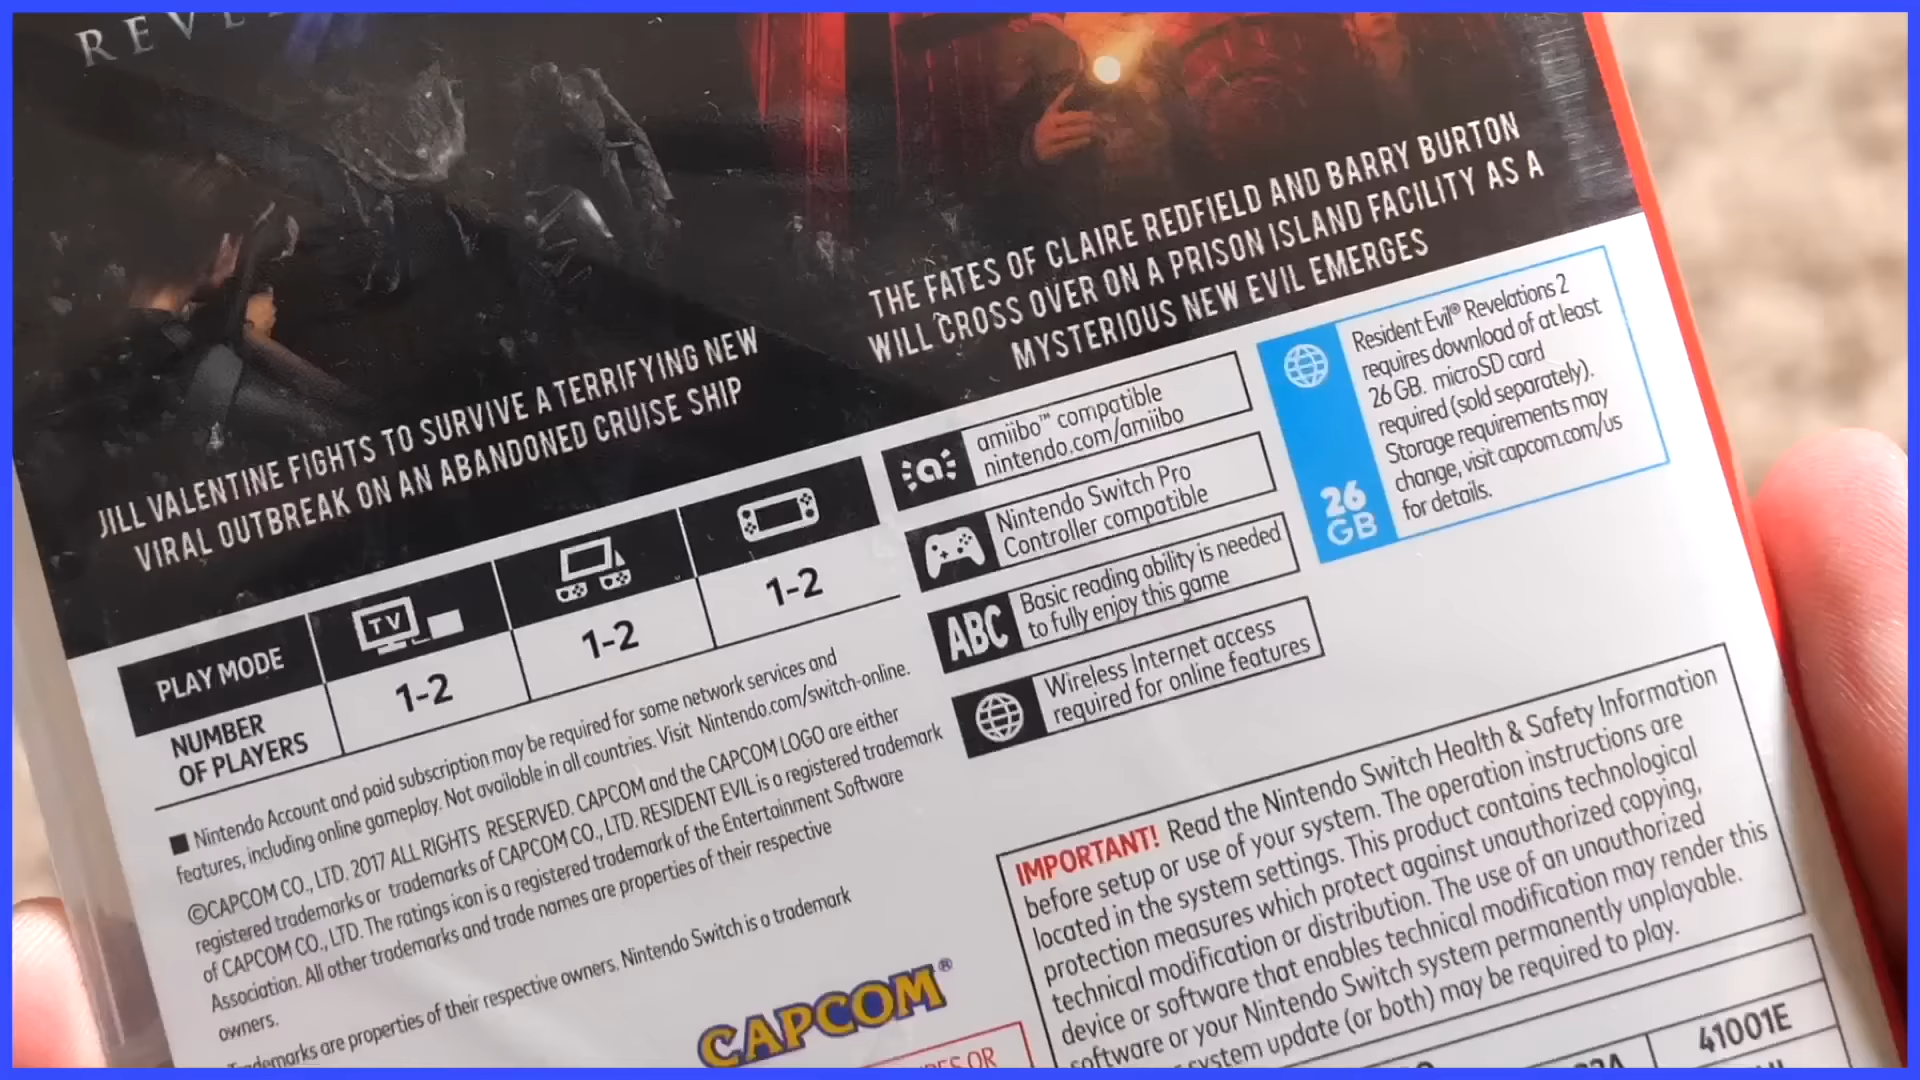 JILL VALENTINE FIGHTS TO SURVIVE A TERRIFYING NEW
VIRAL OUTBREAK ON AN ABANDONED CRUISE SHIP
THE FATES OF CLAIRE REDFIELD AND BARRY BURTON
WILL CROSS OVER ON A PRISON ISLAND FACILITY AS A
MYSTERIOUS NEW EVIL EMERGES
PLAY MODE
TV
NUMBER
OF PLAYERS
1-2
1-2
1-2
amiibo™ compatible
nintendo.com/amiibo
Nintendo Switch Pro
Controller compatible
ABC
Basic reading ability is needed
to fully enjoy this game
Wireless Internet access
required for online features
26
GB
Resident Evil® Revelations 2
requires download of at least
26 GB. microSD card
required (sold separately).
Storage requirements may
change, visit capcom.com/us
for details.
■ Nintendo Account and paid subscription may be required for some network services and
features, including online gameplay. Not available in all countries. Visit Nintendo.com/switch-online.
©CAPCOM CO., LTD. 2017 ALL RIGHTS RESERVED. CAPCOM and the CAPCOM LOGO are either
registered trademarks or trademarks of CAPCOM CO., LTD. RESIDENT EVIL is a registered trademark
of CAPCOM CO., LTD. The ratings icon is a registered trademark of the Entertainment Software
Association. All other trademarks and trade names are properties of their respective
owners.
are properties of their respective owners. Nintendo Switch is a trademark
CAPCOM®
IMPORTANT! Read the Nintendo Switch Health & Safety Information
before setup or use of your system. The operation instructions are
located in the system settings. This product contains technological
protection measures which protect against unauthorized copying,
technical modification or distribution. The use of an unauthorized
device or software that enables technical modification may render this
software or your Nintendo Switch system permanently unplayable.
system update (or both) may be required to play.
41001E